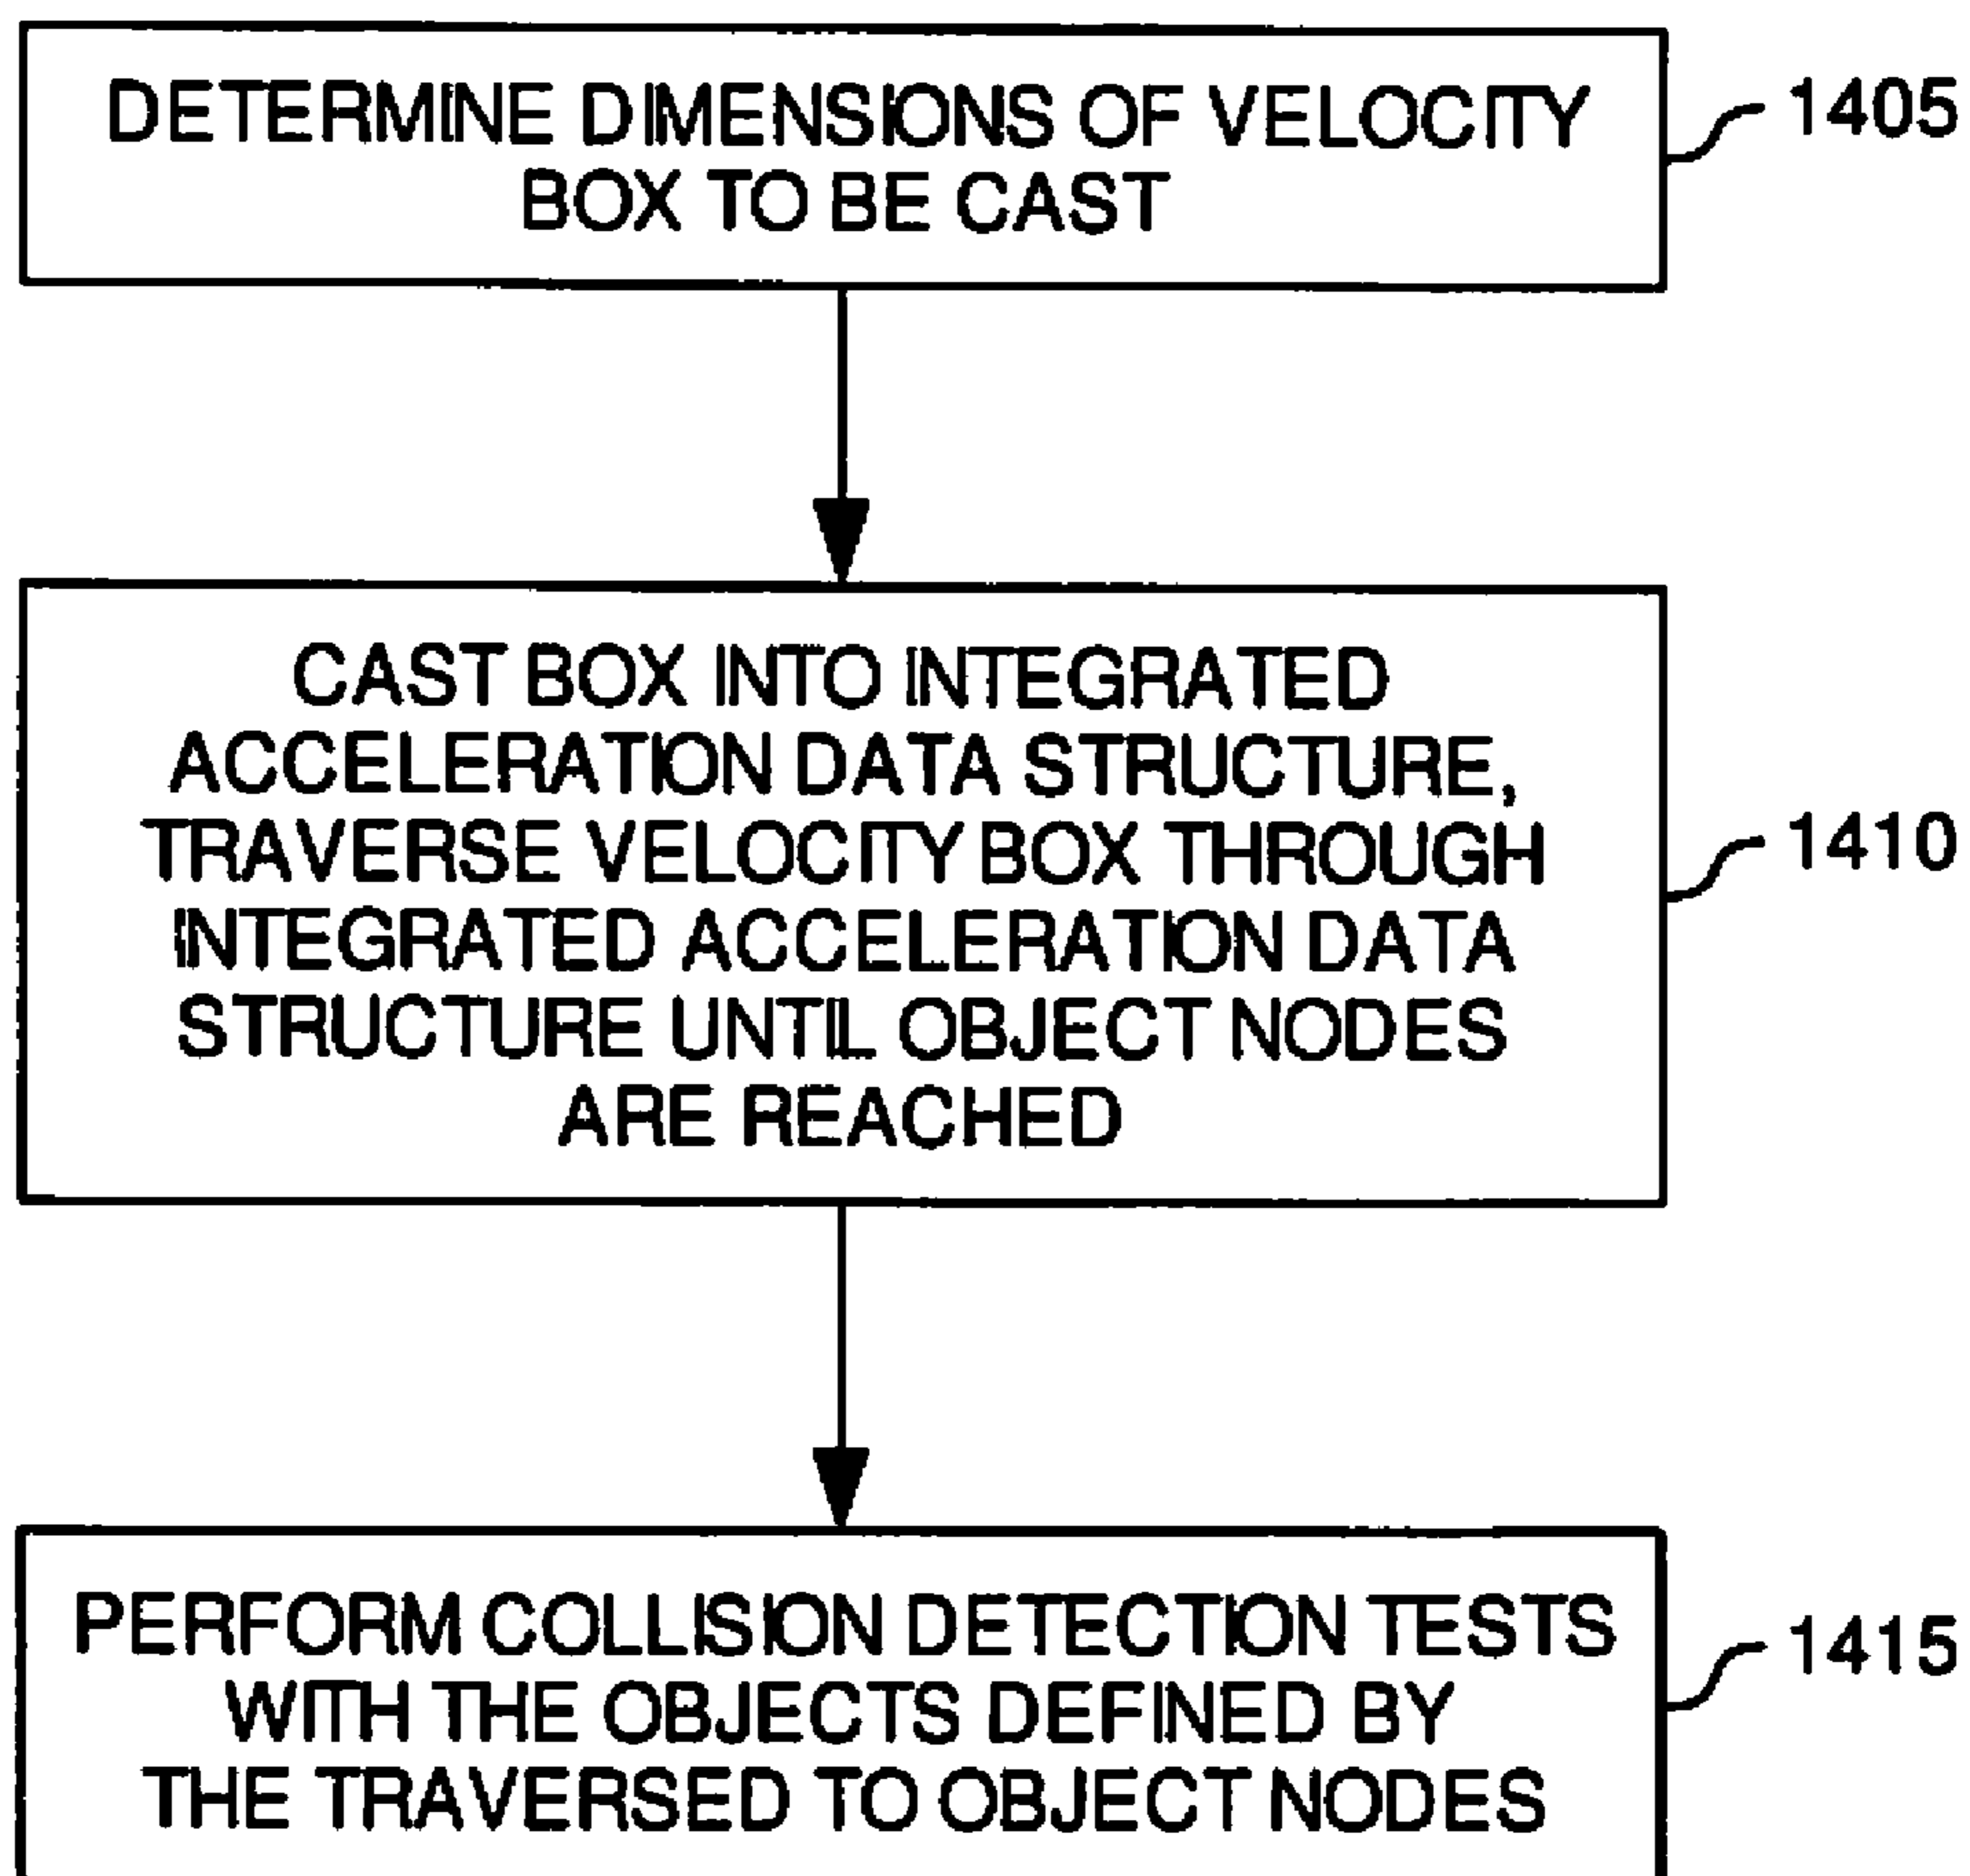 DETERMINE DIMENSIONS OF VELOCITY
BOX TO BE CAST
1405
CAST BOX INTO INTEGRATED
ACCELERATION DATA STRUCTURE,
TRAVERSE VELOCITY BOX THROUGH
INTEGRATED ACCELERATION DATA
STRUCTURE UNTIL OBJECT NODES
ARE REACHED
1410
PERFORM COLLISION DETECTION TESTS
WITH THE OBJECTS DEFINED BY
THE TRAVERSED TO OBJECT NODES
1415